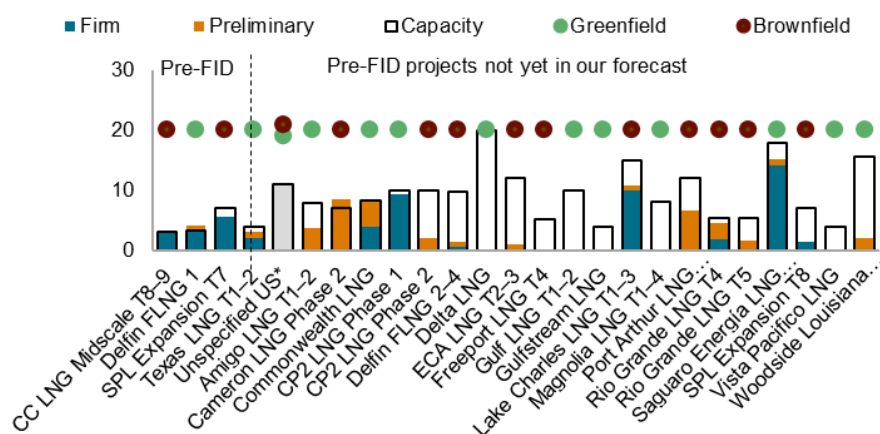 Firm Preliminary Capacity Greenfield Brownfield
Pre-FID Pre-FID projects not yet in our forecast
30
20
10
0
CC LNG Midscale T8–9
Delfin FLNG 1
SPL Expansion T7
Texas LNG T1–2
Unspecified US*
Amigo LNG T1–2
Cameron LNG Phase 2
Commonwealth LNG
CP2 LNG Phase 1
CP2 LNG Phase 2
Delfin FLNG 2–4
Delta LNG
ECA LNG T2–3
Freeport LNG T4
Gulf LNG T1–2
Gulfstream LNG
Lake Charles LNG T1–3
Magnolia LNG T1–4
Port Arthur LNG...
Rio Grande LNG T4
Rio Grande LNG T5
Saguaro Energia LNG...
SPL Expansion T8
Vista Pacifico LNG
Woodside Louisiana...